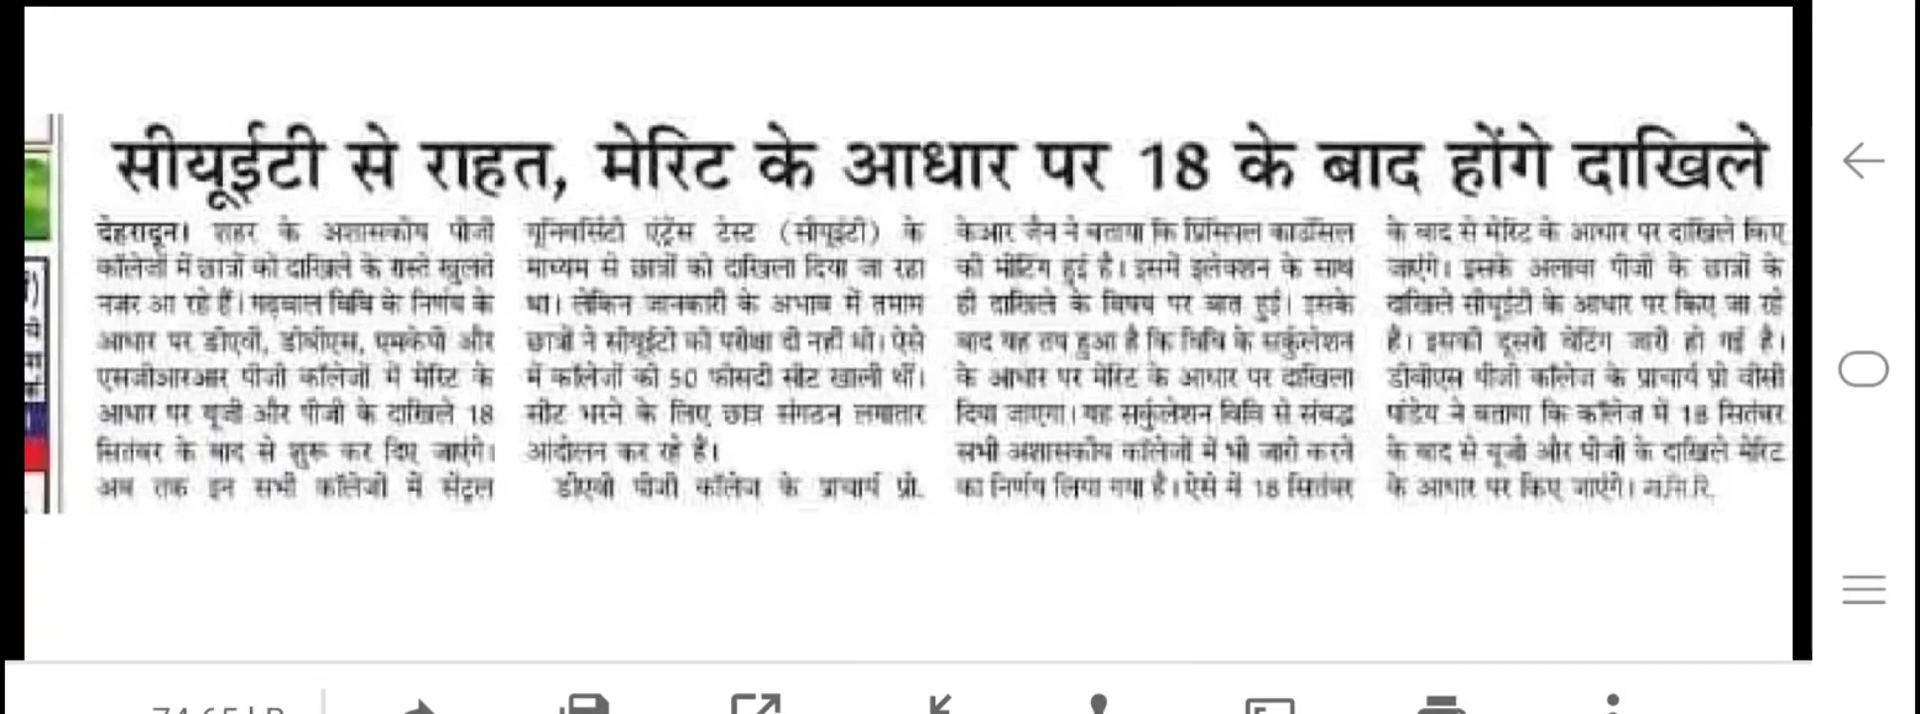 सीयूईटी से राहत, मेरिट के आधार पर 18 के बाद होंगे दाखिले
देहरादून। शहर के अशासकीय पीजी
कॉलेजों में छात्रों को दाखिले के रास्ते खुलते
नजर आ रहे हैं। गढ़वाल विवि के निर्णय के
आधार पर डीएवी, डीबीएस, एमकेपी और
एसजीआरआर पीजी कॉलेजों में मेरिट के
आधार पर यूजी और पीजी के दाखिले 18
सितंबर के बाद से शुरू कर दिए जाएंगे।
अब तक इन सभी कॉलेजों में सेंट्रल
यूनिवर्सिटी एंट्रेंस टेस्ट (सीयूईटी) के
माध्यम से छात्रों को दाखिला दिया जा रहा
था। लेकिन जानकारी के अभाव में तमाम
छात्रों ने सीयूईटी की परीक्षा दी नहीं थी। ऐसे
में कॉलेजों की 50 फीसदी सीट खाली थीं।
सीट भरने के लिए छात्र संगठन लगातार
आंदोलन कर रहे हैं।
डीएवी पीजी कॉलेज के प्राचार्य प्रो.
केआर जैन ने बताया कि प्रिंसिपल काउंसिल
की मीटिंग हुई है। इसमें इलेक्शन के साथ
ही दाखिले के विषय पर बात हुई। इसके
बाद यह तय हुआ है कि विवि के सर्कुलेशन
के आधार पर मेरिट के आधार पर दाखिला
दिया जाएगा। यह सर्कुलेशन विवि से संबद्ध
सभी अशासकीय कॉलेजों में भी जारी करने
का निर्णय लिया गया है। ऐसे में 18 सितंबर
के बाद से मेरिट के आधार पर दाखिले किए
जाएंगे। इसके अलावा पीजी के छात्रों के
दाखिले सीयूईटी के आधार पर किए जा रहे
हैं। इसकी दूसरी वेटिंग जारी हो गई है।
डीबीएस पीजी कॉलेज के प्राचार्य प्रो वीसी
पांडेय ने बताया कि कॉलेज में 18 सितंबर
के बाद से यूजी और पीजी के दाखिले मेरिट
के आधार पर किए जाएंगे।